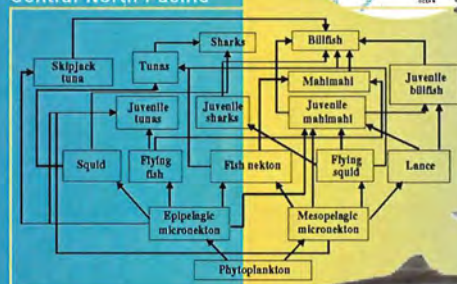 Central North Pacific
Sharks
Billfish
Skipjack
tuna
Tunas
Mahimahi
Juvenile
billfish
Juvenile
tunas
Juvenile
sharks
Juvenile
mahimahi
Squid
Flying
fish
Fish nekton
Flying
squid
Lance
Epipelagic
micronekton
Mesopelagic
micronekton
Phytoplankton